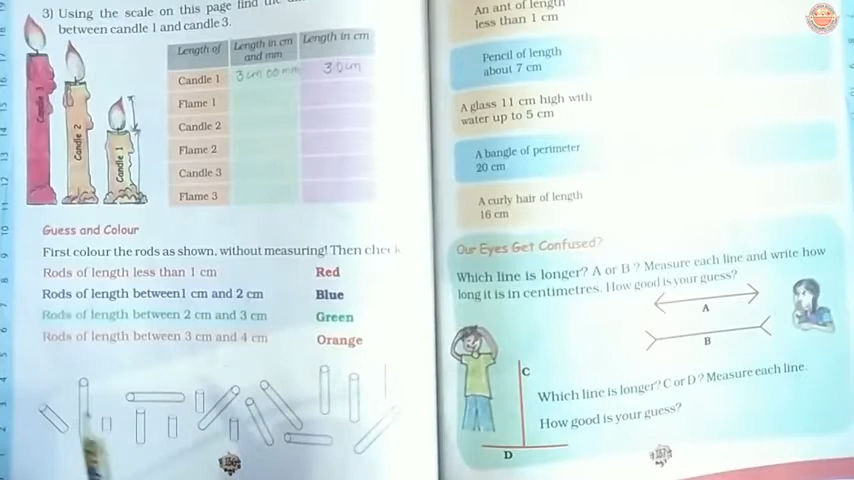 3) Using the scale on this page find the
between candle 1 and candle 3.
Length of
Length in cm and mm
Length in cm
Candle 1
3 cm 00 mm
3.0 cm
Flame 1
Candle 2
Flame 2
Candle 3
Flame 3
Candle 3
Candle 2
Candle 1
Guess and Colour
First colour the rods as shown, without measuring! Then check
Rods of length less than 1 cm Red
Rods of length between1 cm and 2 cm Blue
Rods of length between 2 cm and 3 cm Green
Rods of length between 3 cm and 4 cm Orange
156
An ant of length
less than 1 cm
Pencil of length
about 7 cm
A glass 11 cm high with
water up to 5 cm
A bangle of perimeter
20 cm
A curly hair of length
16 cm
Our Eyes Get Confused?
Which line is longer? A or B ? Measure each line and write how
long it is in centimetres. How good is your guess?
A
B
C
Which line is longer? C or D ? Measure each line.
How good is your guess?
D
157